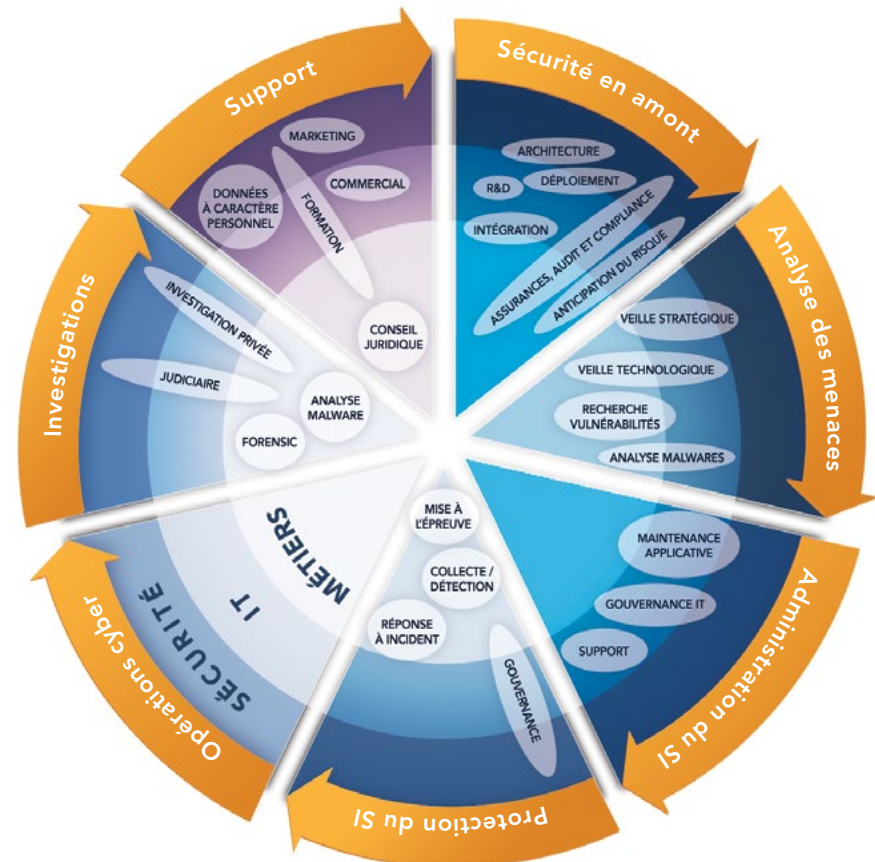 Sécurité en amont
ARCHITECTURE
R&D
DÉPLOIEMENT
INTÉGRATION
ASSURANCES, AUDIT ET COMPLIANCE
ANTICIPATION DU RISQUE
Analyse des menaces
VEILLE STRATÉGIQUE
VEILLE TECHNOLOGIQUE
RECHERCHE
VULNÉRABILITÉS
ANALYSE MALWARES
Administration du SI
MAINTENANCE
APPLICATIVE
GOUVERNANCE IT
SUPPORT
Protection du SI
MISE À
L'ÉPREUVE
COLLECTE /
DÉTECTION
RÉPONSE
À INCIDENT
GOUVERNANCE
Opérations cyber
MÉTIERS
IT
SÉCURITÉ
Investigations
INVESTIGATION PRIVÉE
JUDICIAIRE
ANALYSE
MALWARE
FORENSIC
Support
MARKETING
COMMERCIAL
FORMATION
DONNÉES
À CARACTÈRE
PERSONNEL
CONSEIL
JURIDIQUE